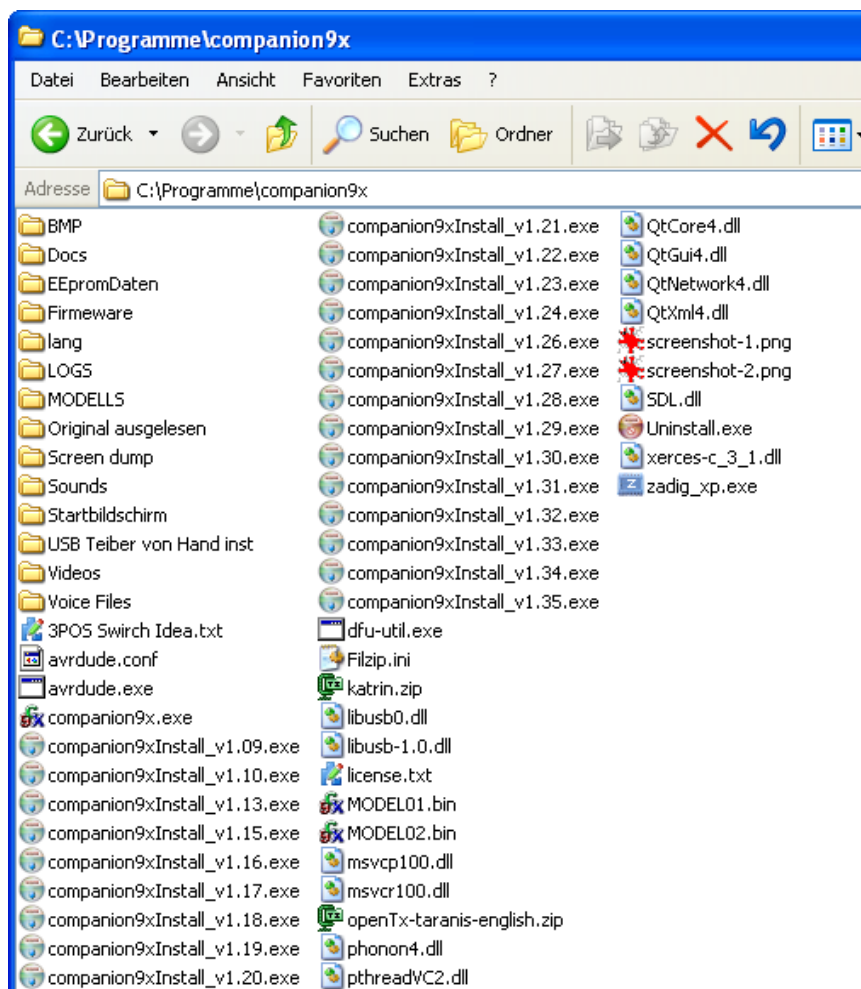 C:\Programme\companion9x
Datei Bearbeiten Ansicht Favoriten Extras ?
Zurück Suchen Ordner
Adresse C:\Programme\companion9x
BMP
Docs
EEpromDaten
Firmeware
lang
LOGS
MODELLS
Original ausgelesen
Screen dump
Sounds
Startbildschirm
USB Teiber von Hand inst
Videos
Voice Files
3POS Swirch Idea.txt
avrdude.conf
avrdude.exe
companion9x.exe
companion9xInstall_v1.09.exe
companion9xInstall_v1.10.exe
companion9xInstall_v1.13.exe
companion9xInstall_v1.15.exe
companion9xInstall_v1.16.exe
companion9xInstall_v1.17.exe
companion9xInstall_v1.18.exe
companion9xInstall_v1.19.exe
companion9xInstall_v1.20.exe
companion9xInstall_v1.21.exe
companion9xInstall_v1.22.exe
companion9xInstall_v1.23.exe
companion9xInstall_v1.24.exe
companion9xInstall_v1.26.exe
companion9xInstall_v1.27.exe
companion9xInstall_v1.28.exe
companion9xInstall_v1.29.exe
companion9xInstall_v1.30.exe
companion9xInstall_v1.31.exe
companion9xInstall_v1.32.exe
companion9xInstall_v1.33.exe
companion9xInstall_v1.34.exe
companion9xInstall_v1.35.exe
dfu-util.exe
Filzip.ini
katrin.zip
libusb0.dll
libusb-1.0.dll
license.txt
MODEL01.bin
MODEL02.bin
msvcp100.dll
msvcr100.dll
openTx-taranis-english.zip
phonon4.dll
pthreadVC2.dll
QtCore4.dll
QtGui4.dll
QtNetwork4.dll
QtXml4.dll
screenshot-1.png
screenshot-2.png
SDL.dll
Uninstall.exe
xerces-c_3_1.dll
zadig_xp.exe